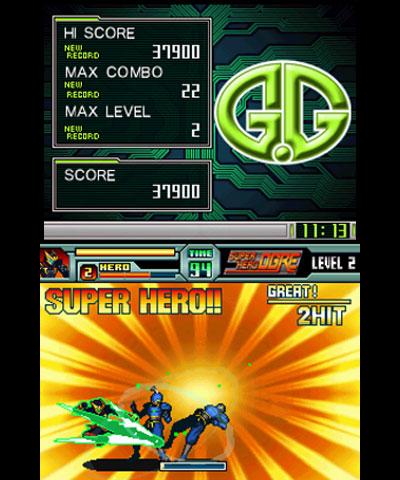 HI SCORE
NEW
RECORD
37900
MAX COMBO
NEW
RECORD
22
MAX LEVEL
NEW
RECORD
2
SCORE
37900
G.G
11:13
TIME
94
2 HERO
SUPER
HERO OGRE
LEVEL 2
SUPER HERO!!
GREAT!
2HIT